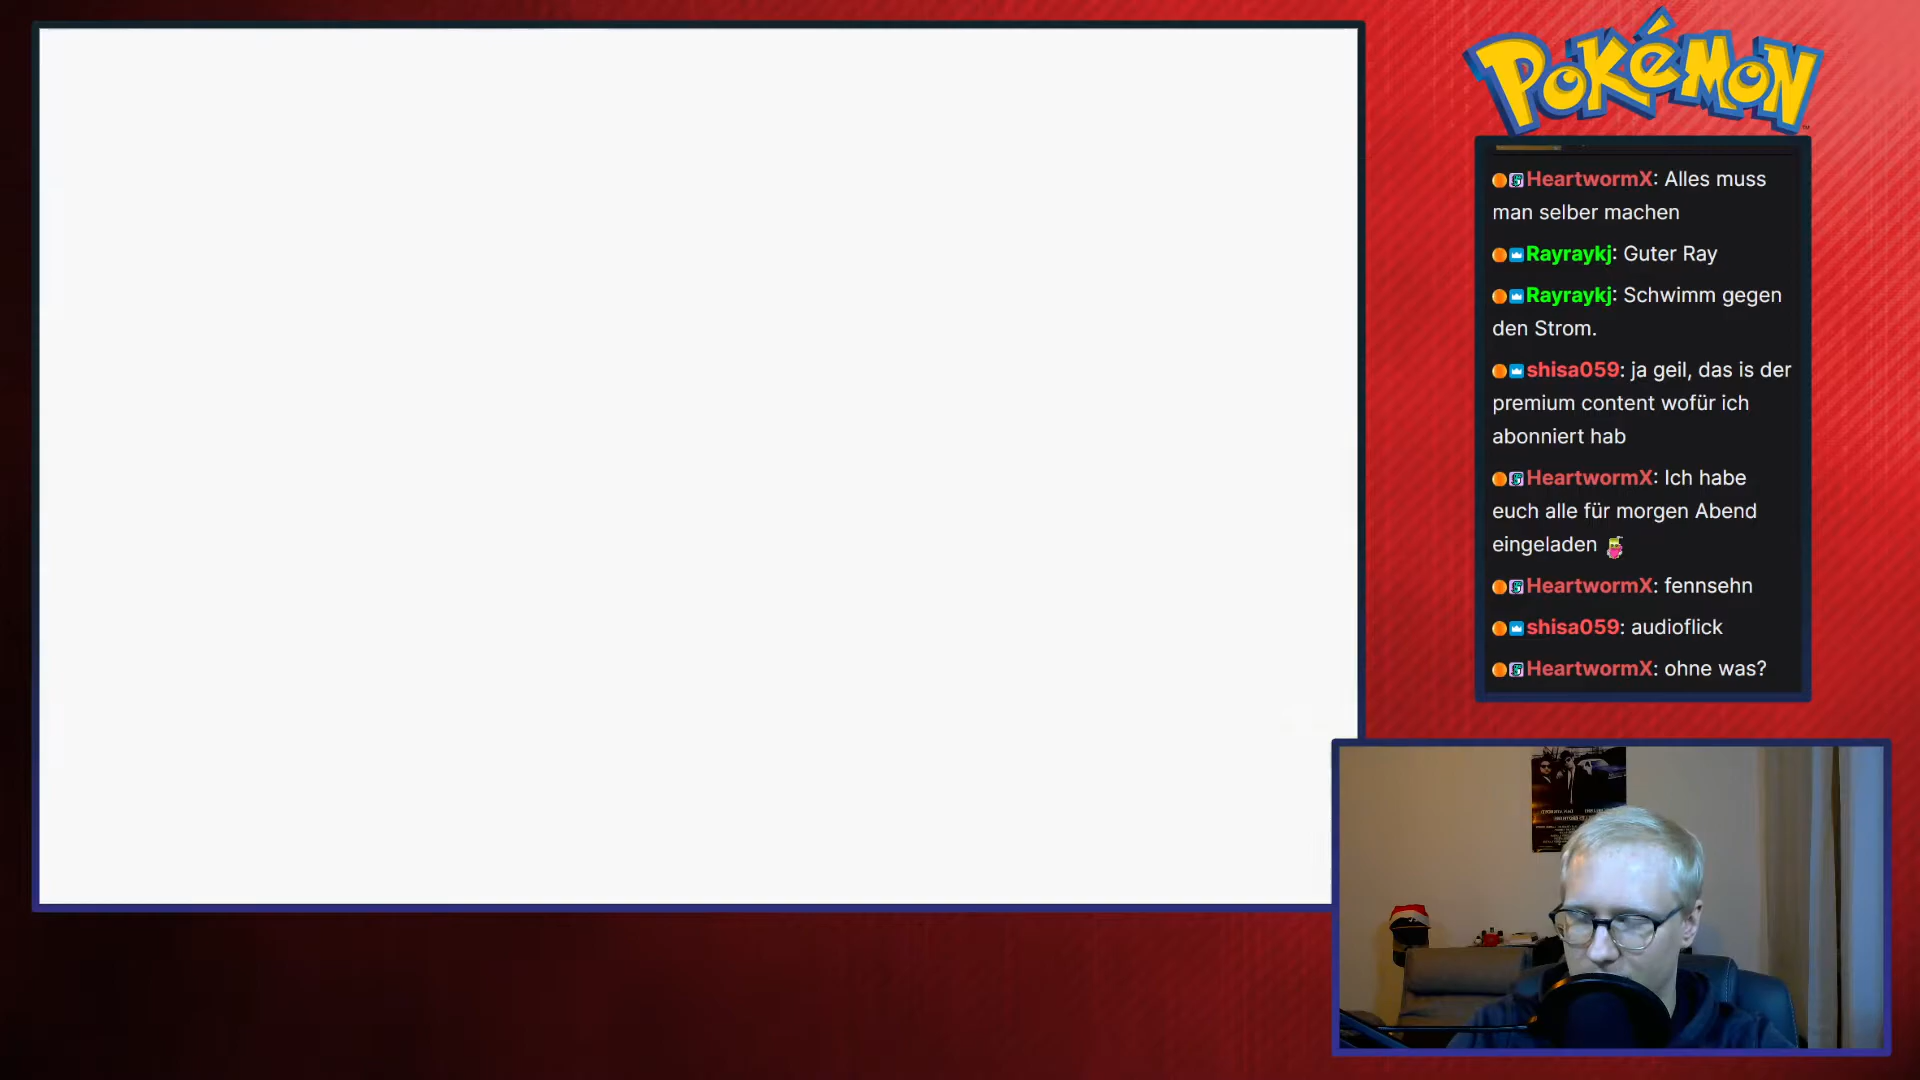 POKéMON
HeartwormX: Alles muss
man selber machen
Rayraykj: Guter Ray
Rayraykj: Schwimm gegen
den Strom.
shisa059: ja geil, das is der
premium content wofür ich
abonniert hab
HeartwormX: Ich habe
euch alle für morgen Abend
eingeladen
HeartwormX: fennsehn
shisa059: audioflick
HeartwormX: ohne was?